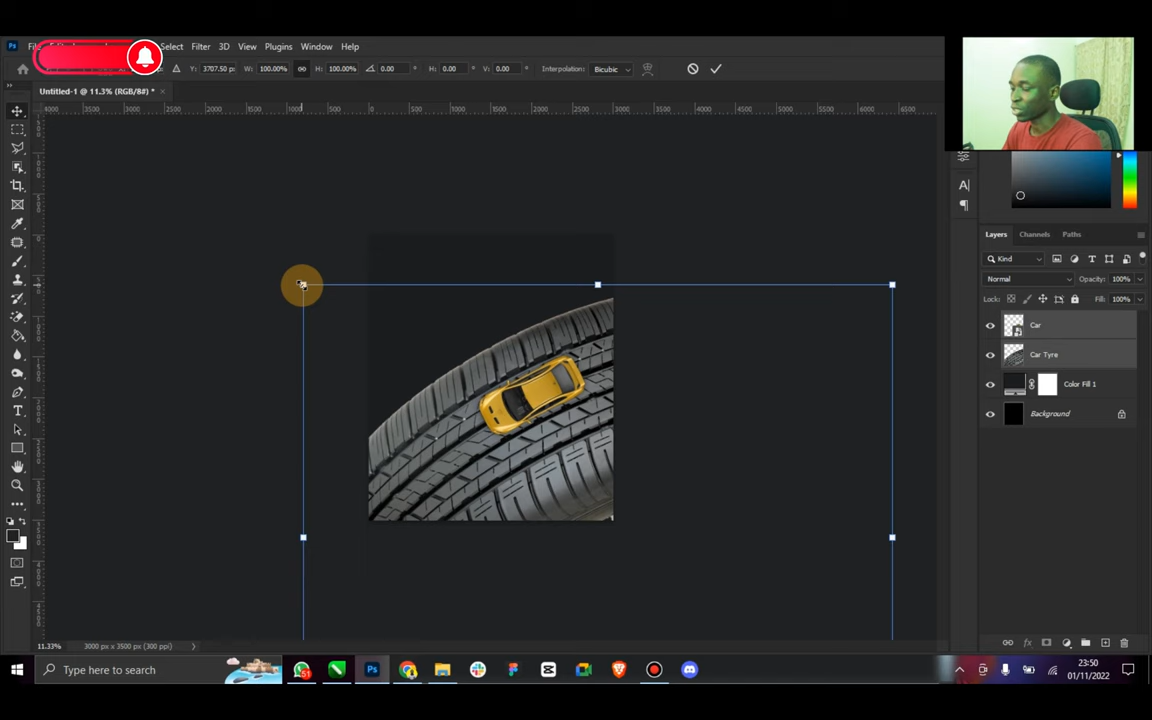 Select Filter 3D View Plugins Window Help
Y: 3707.50 px W: 100.00% H: 100.00% 0.00 ° H: 0.00 ° V: 0.00 ° Interpolation: Bicubic
Untitled-1 @ 11.3% (RGB/8#) *
Layers Channels Paths
Kind
Normal Opacity: 100%
Lock: Fill: 100%
Car
Car Tyre
Color Fill 1
Background
11.33% 3000 px x 3500 px (300 ppi)
Type here to search
23:50
01/11/2022